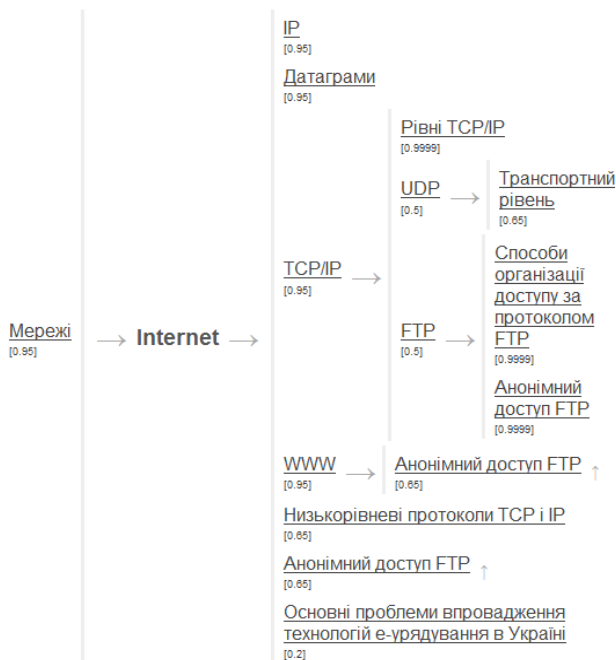 IP
[0.95]
Датаграми
[0.95]
Рівні TCP/IP
[0.9999]
UDP
[0.5]
Транспортний
рівень
[0.65]
TCP/IP
[0.95]
Способи
організації
доступу за
протоколом
FTP
[0.9999]
FTP
[0.5]
Анонімний
доступ FTP
[0.9999]
Мережі
[0.95]
Internet
WWW
[0.95]
Анонімний доступ FTP
[0.65]
Низькорівневі протоколи TCP і IP
[0.65]
Анонімний доступ FTP
[0.65]
Основні проблеми впровадження
технологій е-урядування в Україні
[0.2]